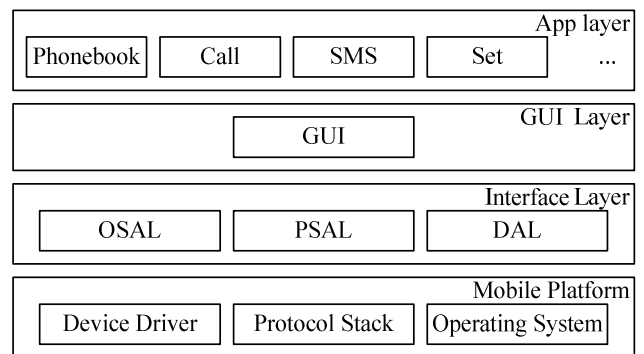 App layer
Phonebook Call SMS Set ...
GUI Layer
GUI
Interface Layer
OSAL PSAL DAL
Mobile Platform
Device Driver Protocol Stack Operating System